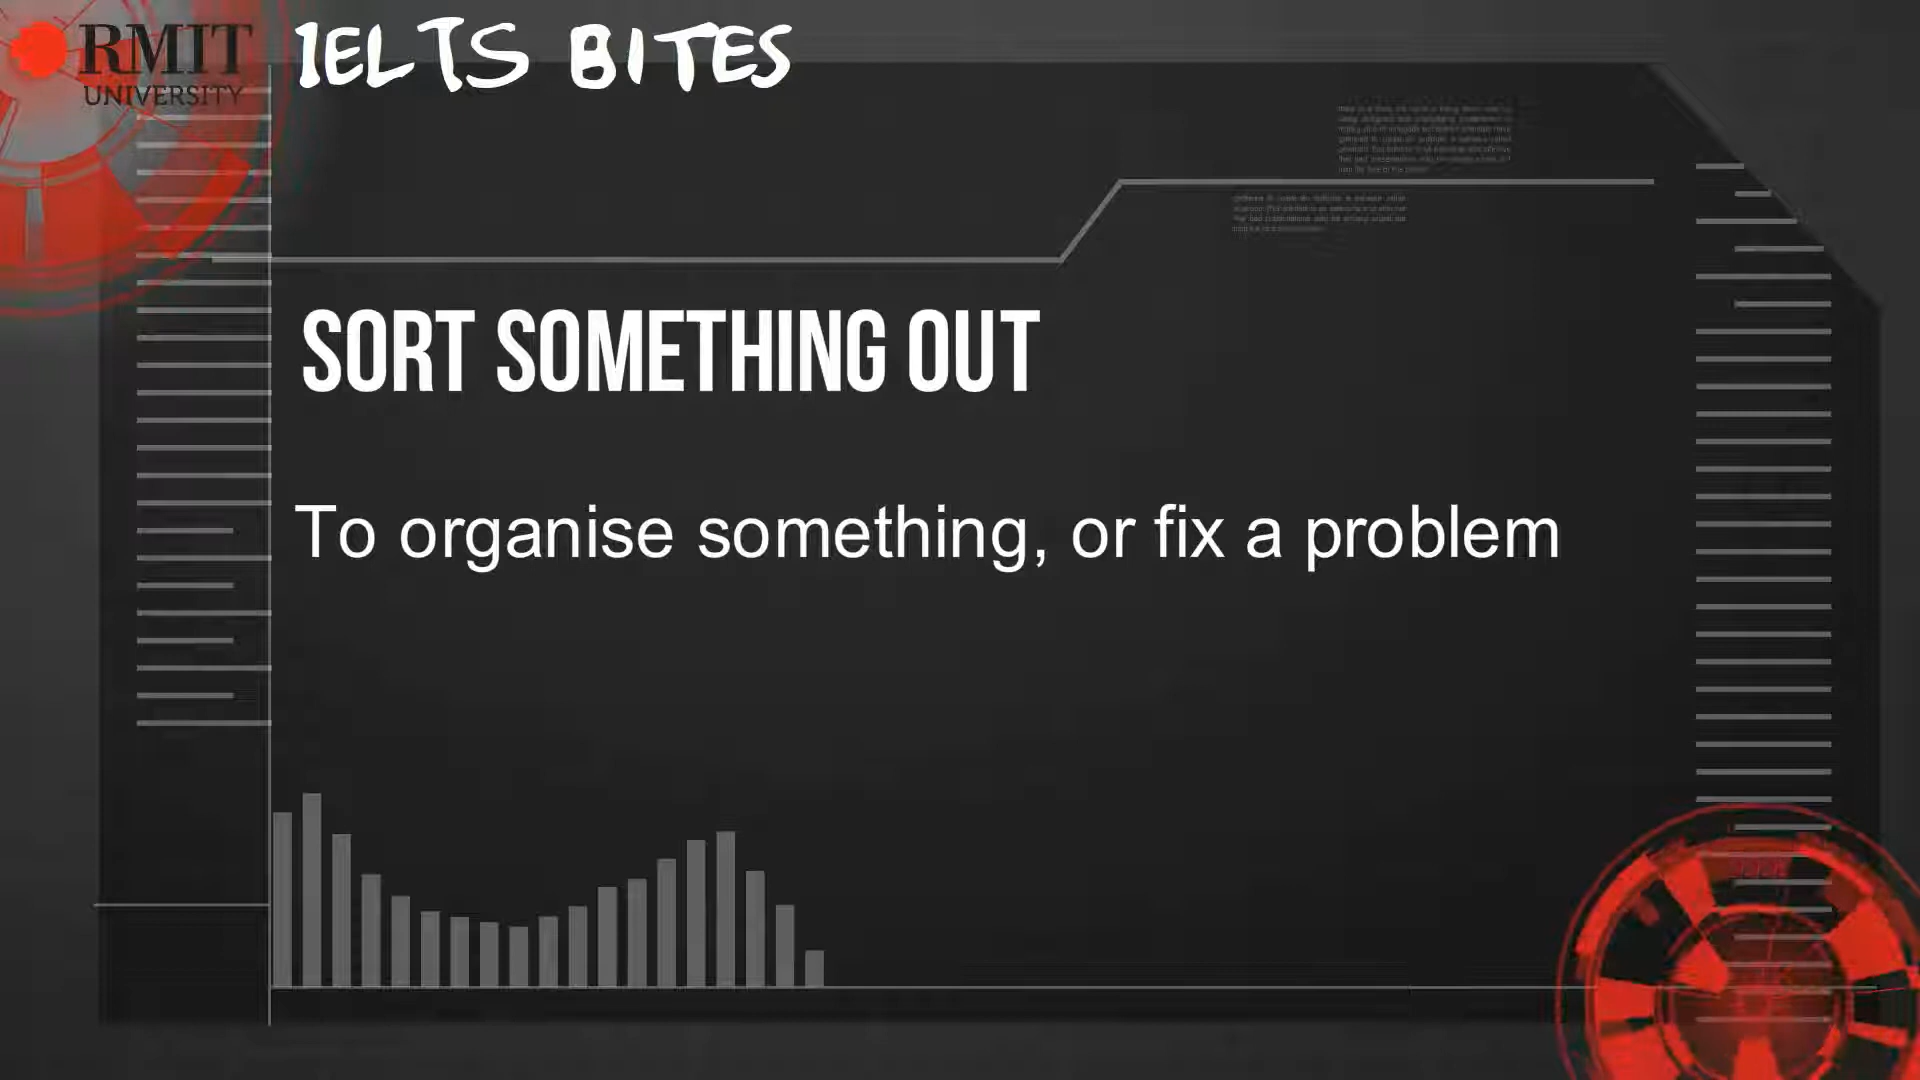 RMIT
UNIVERSITY
IELTS BITES
SORT SOMETHING OUT
To organise something, or fix a problem